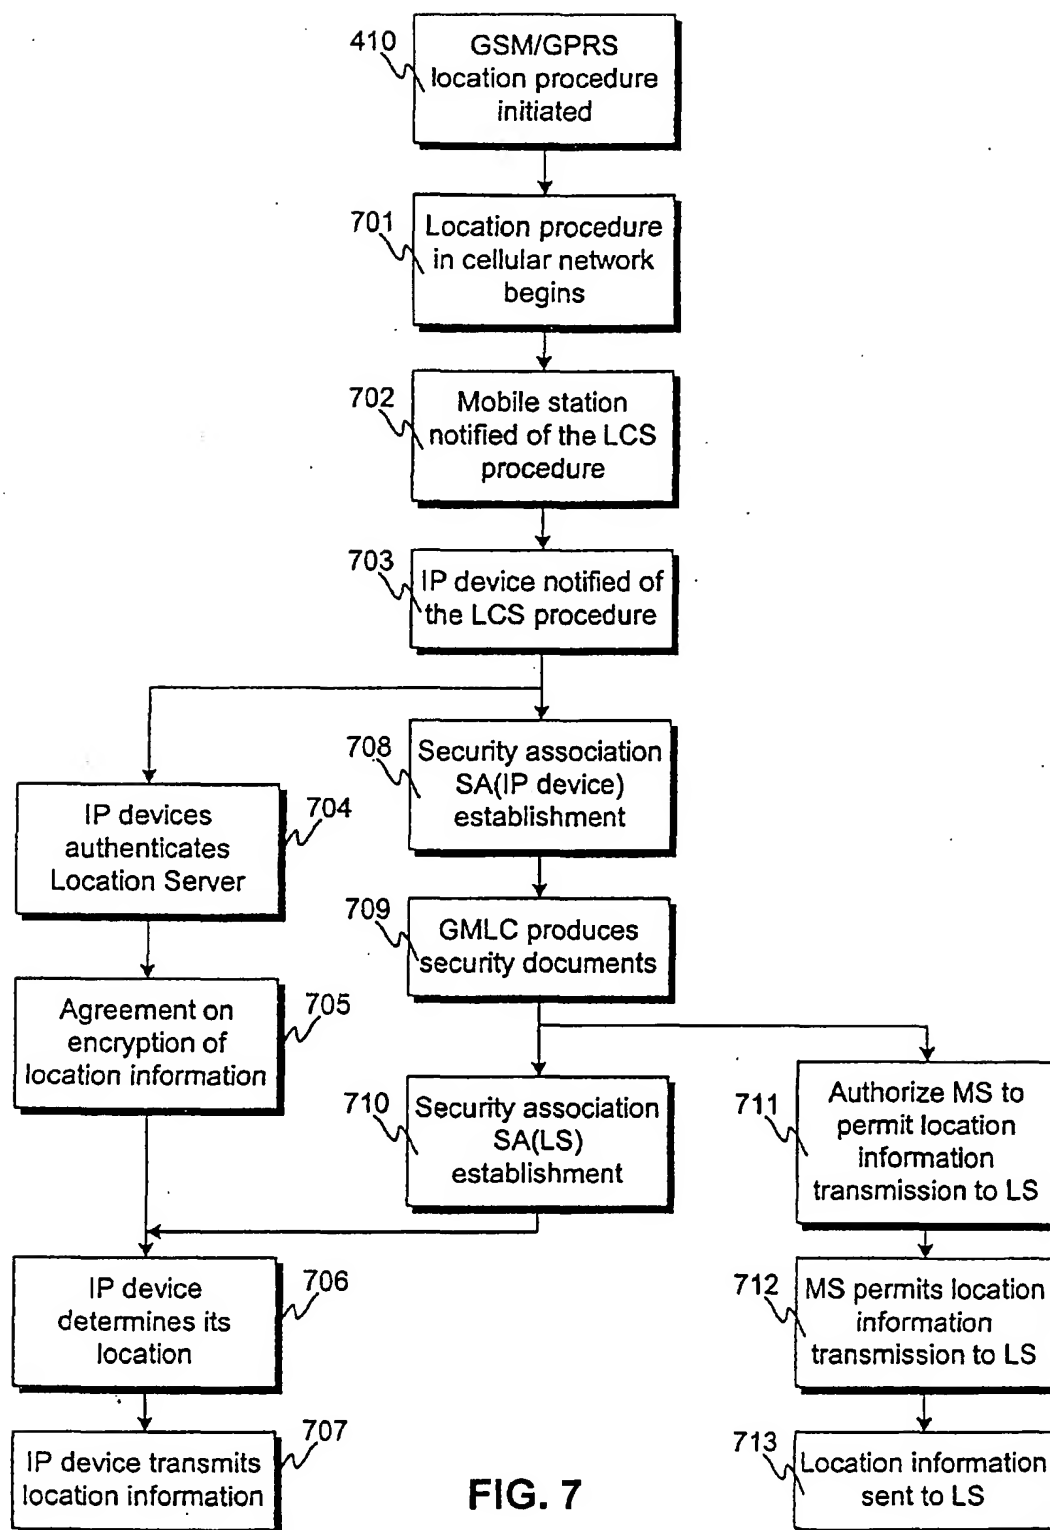 410
GSM/GPRS
location procedure
initiated
701
Location procedure
in cellular network
begins
702
Mobile station
notified of the LCS
procedure
703
IP device notified of
the LCS procedure
708
Security association
SA(IP device)
establishment
IP devices
authenticates
Location Server
704
709
GMLC produces
security documents
Agreement on
encryption of
location information
705
710
Security association
SA(LS)
establishment
711
Authorize MS to
permit location
information
transmission to LS
IP device
determines its
location
706
712
MS permits location
information
transmission to LS
IP device transmits
location information
707
713
Location information
sent to LS
FIG. 7